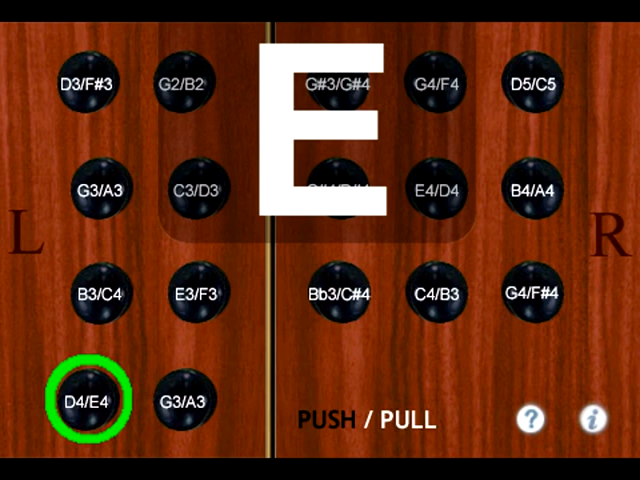 E
D3/F#3 G2/B2 G#3/G#4 G4/F4 D5/C5
G3/A3 C3/D3 E4/D4 B4/A4
L R
B3/C4 E3/F3 Bb3/C#4 C4/B3 G4/F#4
D4/E4 G3/A3
PUSH / PULL ? i